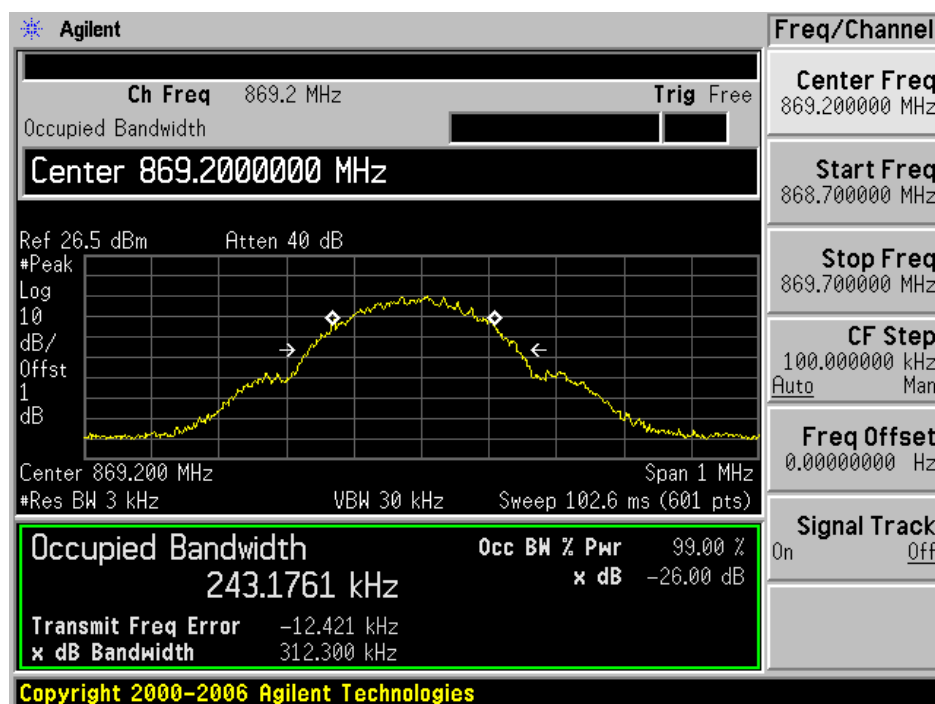 Agilent
Freq/Channel
Ch Freq 869.2 MHz Trig Free
Occupied Bandwidth
Center 869.2000000 MHz
Ref 26.5 dBm Atten 40 dB
#Peak
Log
10
dB/
Offst
1
dB
Center 869.200 MHz Span 1 MHz
#Res BW 3 kHz VBW 30 kHz Sweep 102.6 ms (601 pts)
Occupied Bandwidth
243.1761 kHz
Occ BW % Pwr 99.00 %
x dB -26.00 dB
Transmit Freq Error -12.421 kHz
x dB Bandwidth 312.300 kHz
Copyright 2000-2006 Agilent Technologies
Center Freq
869.200000 MHz
Start Freq
868.700000 MHz
Stop Freq
869.700000 MHz
CF Step
100.000000 kHz
Auto Man
Freq Offset
0.00000000 Hz
Signal Track
On Off